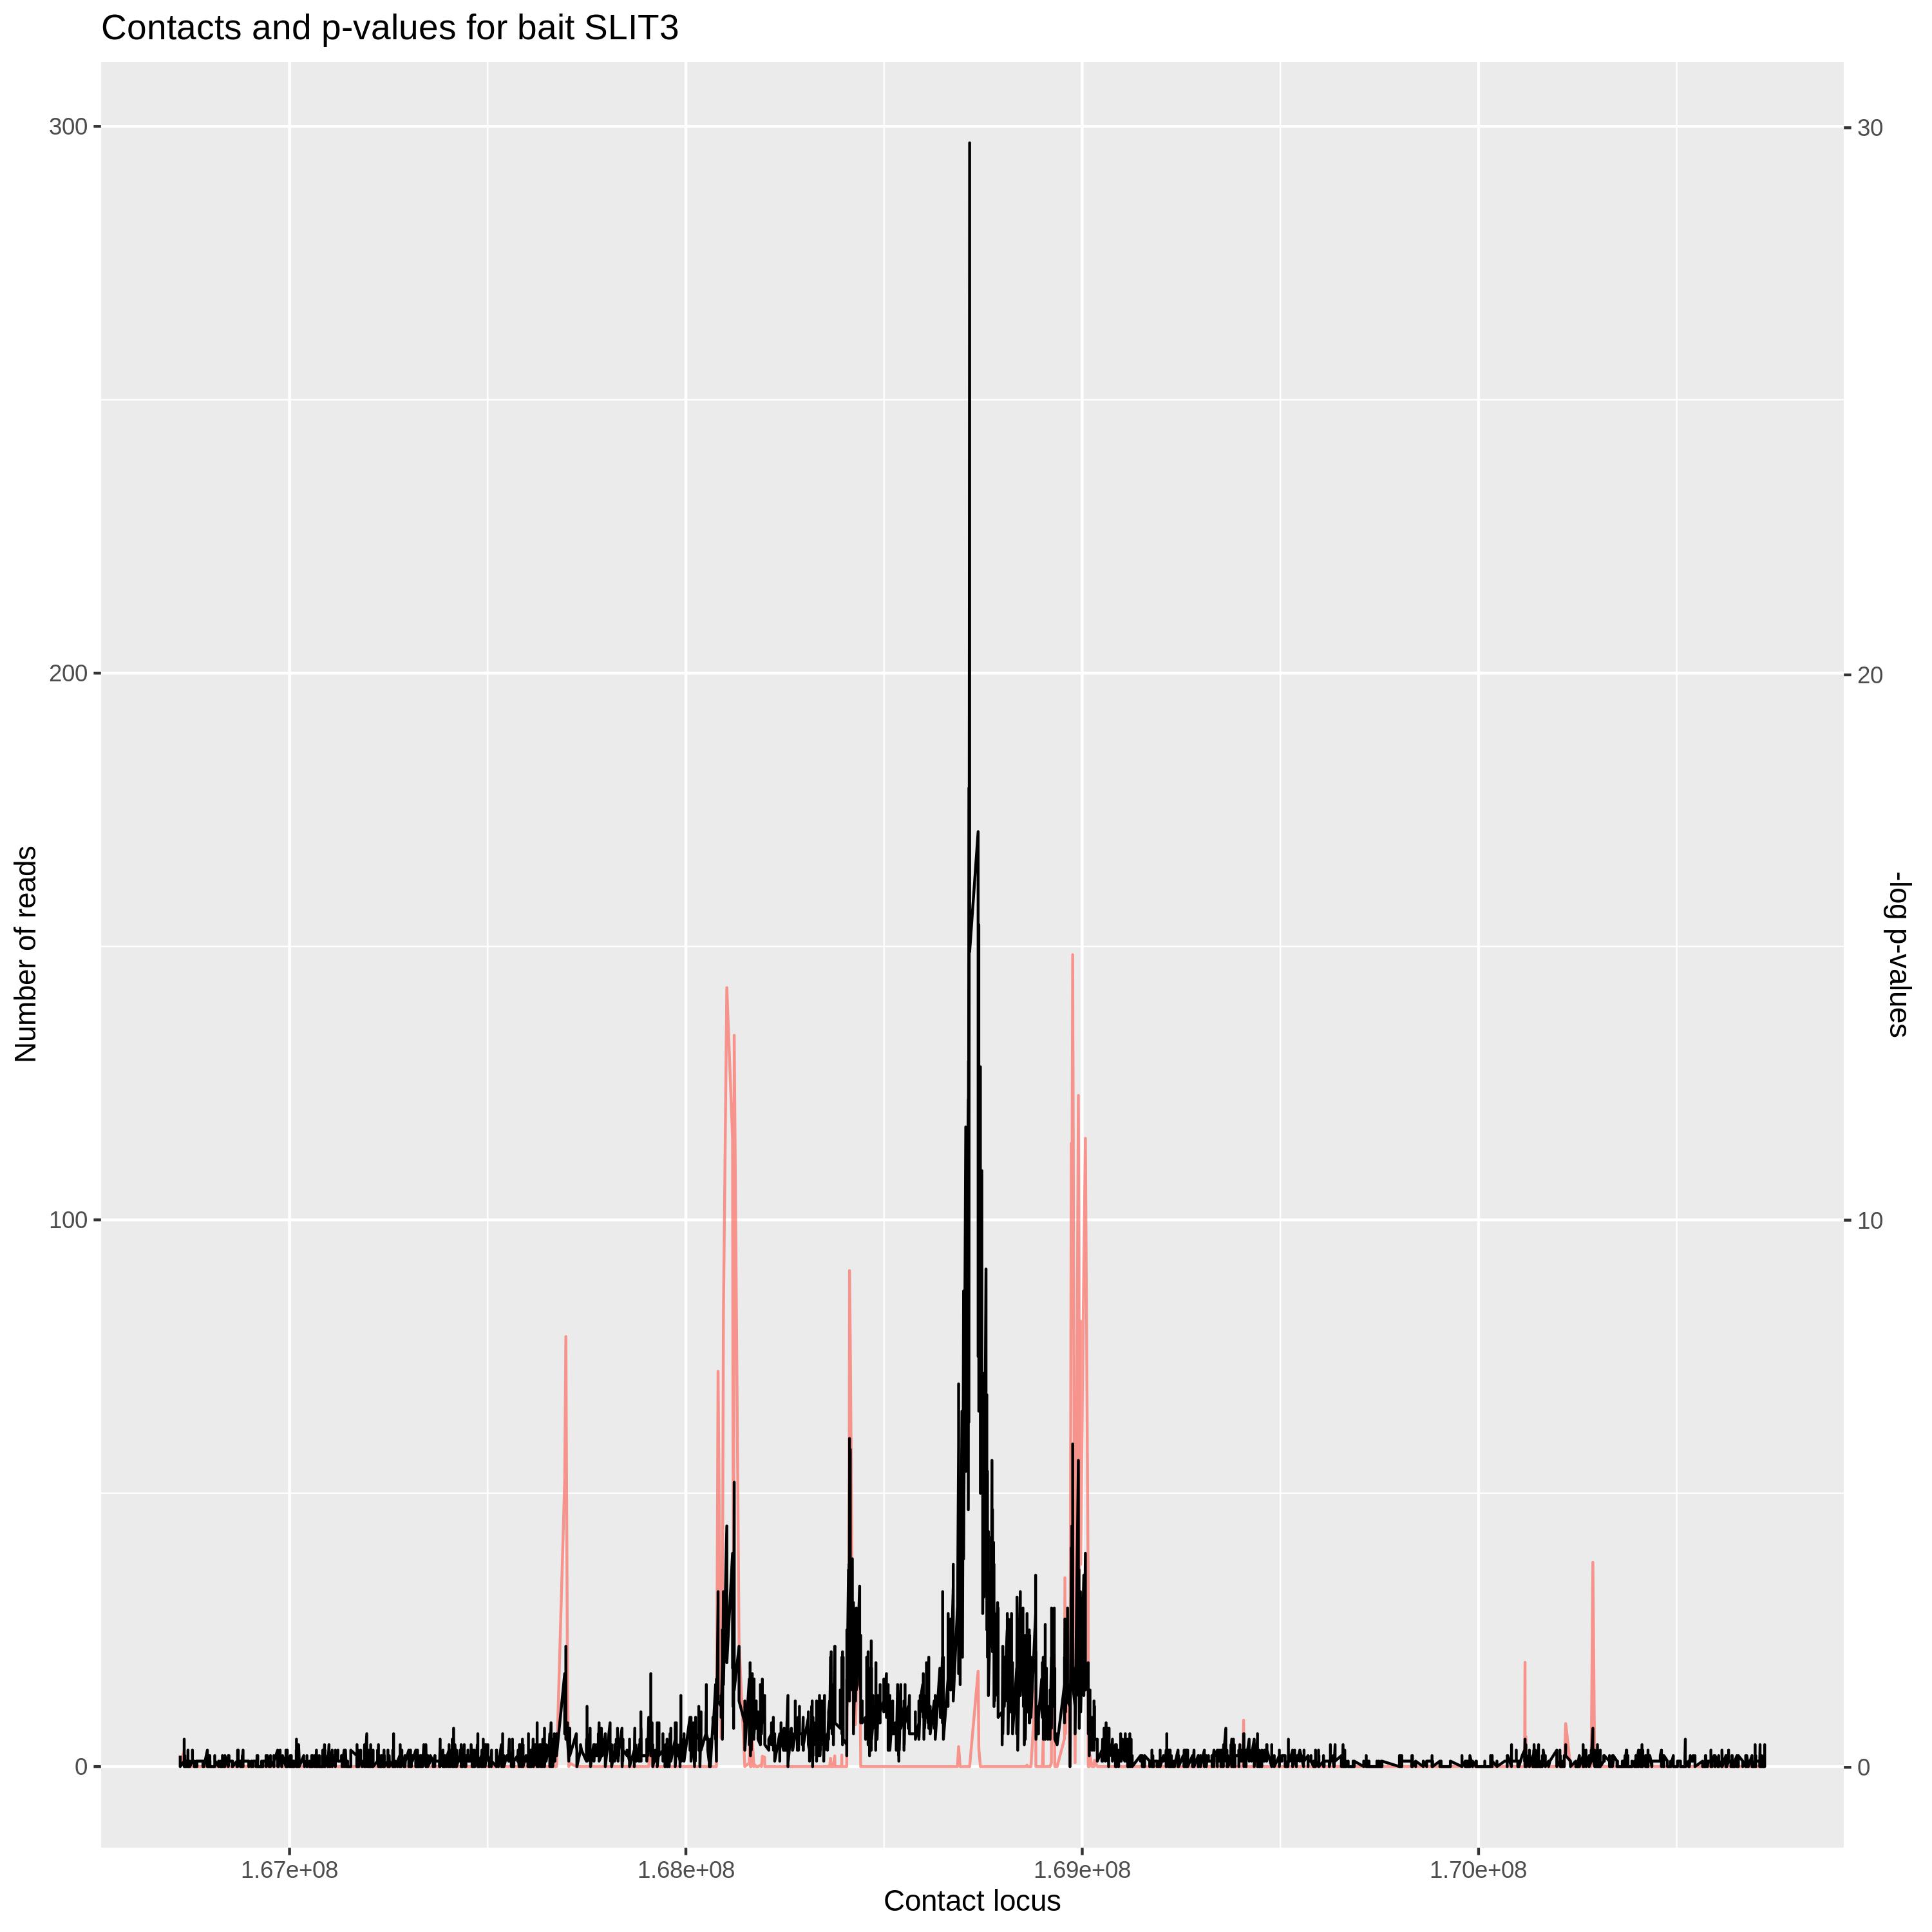 Contacts and p-values for bait SLIT3
300
200
100
0
Number of reads
30
20
10
0
-log p-values
1.67e+08
1.68e+08
1.69e+08
1.70e+08
Contact locus